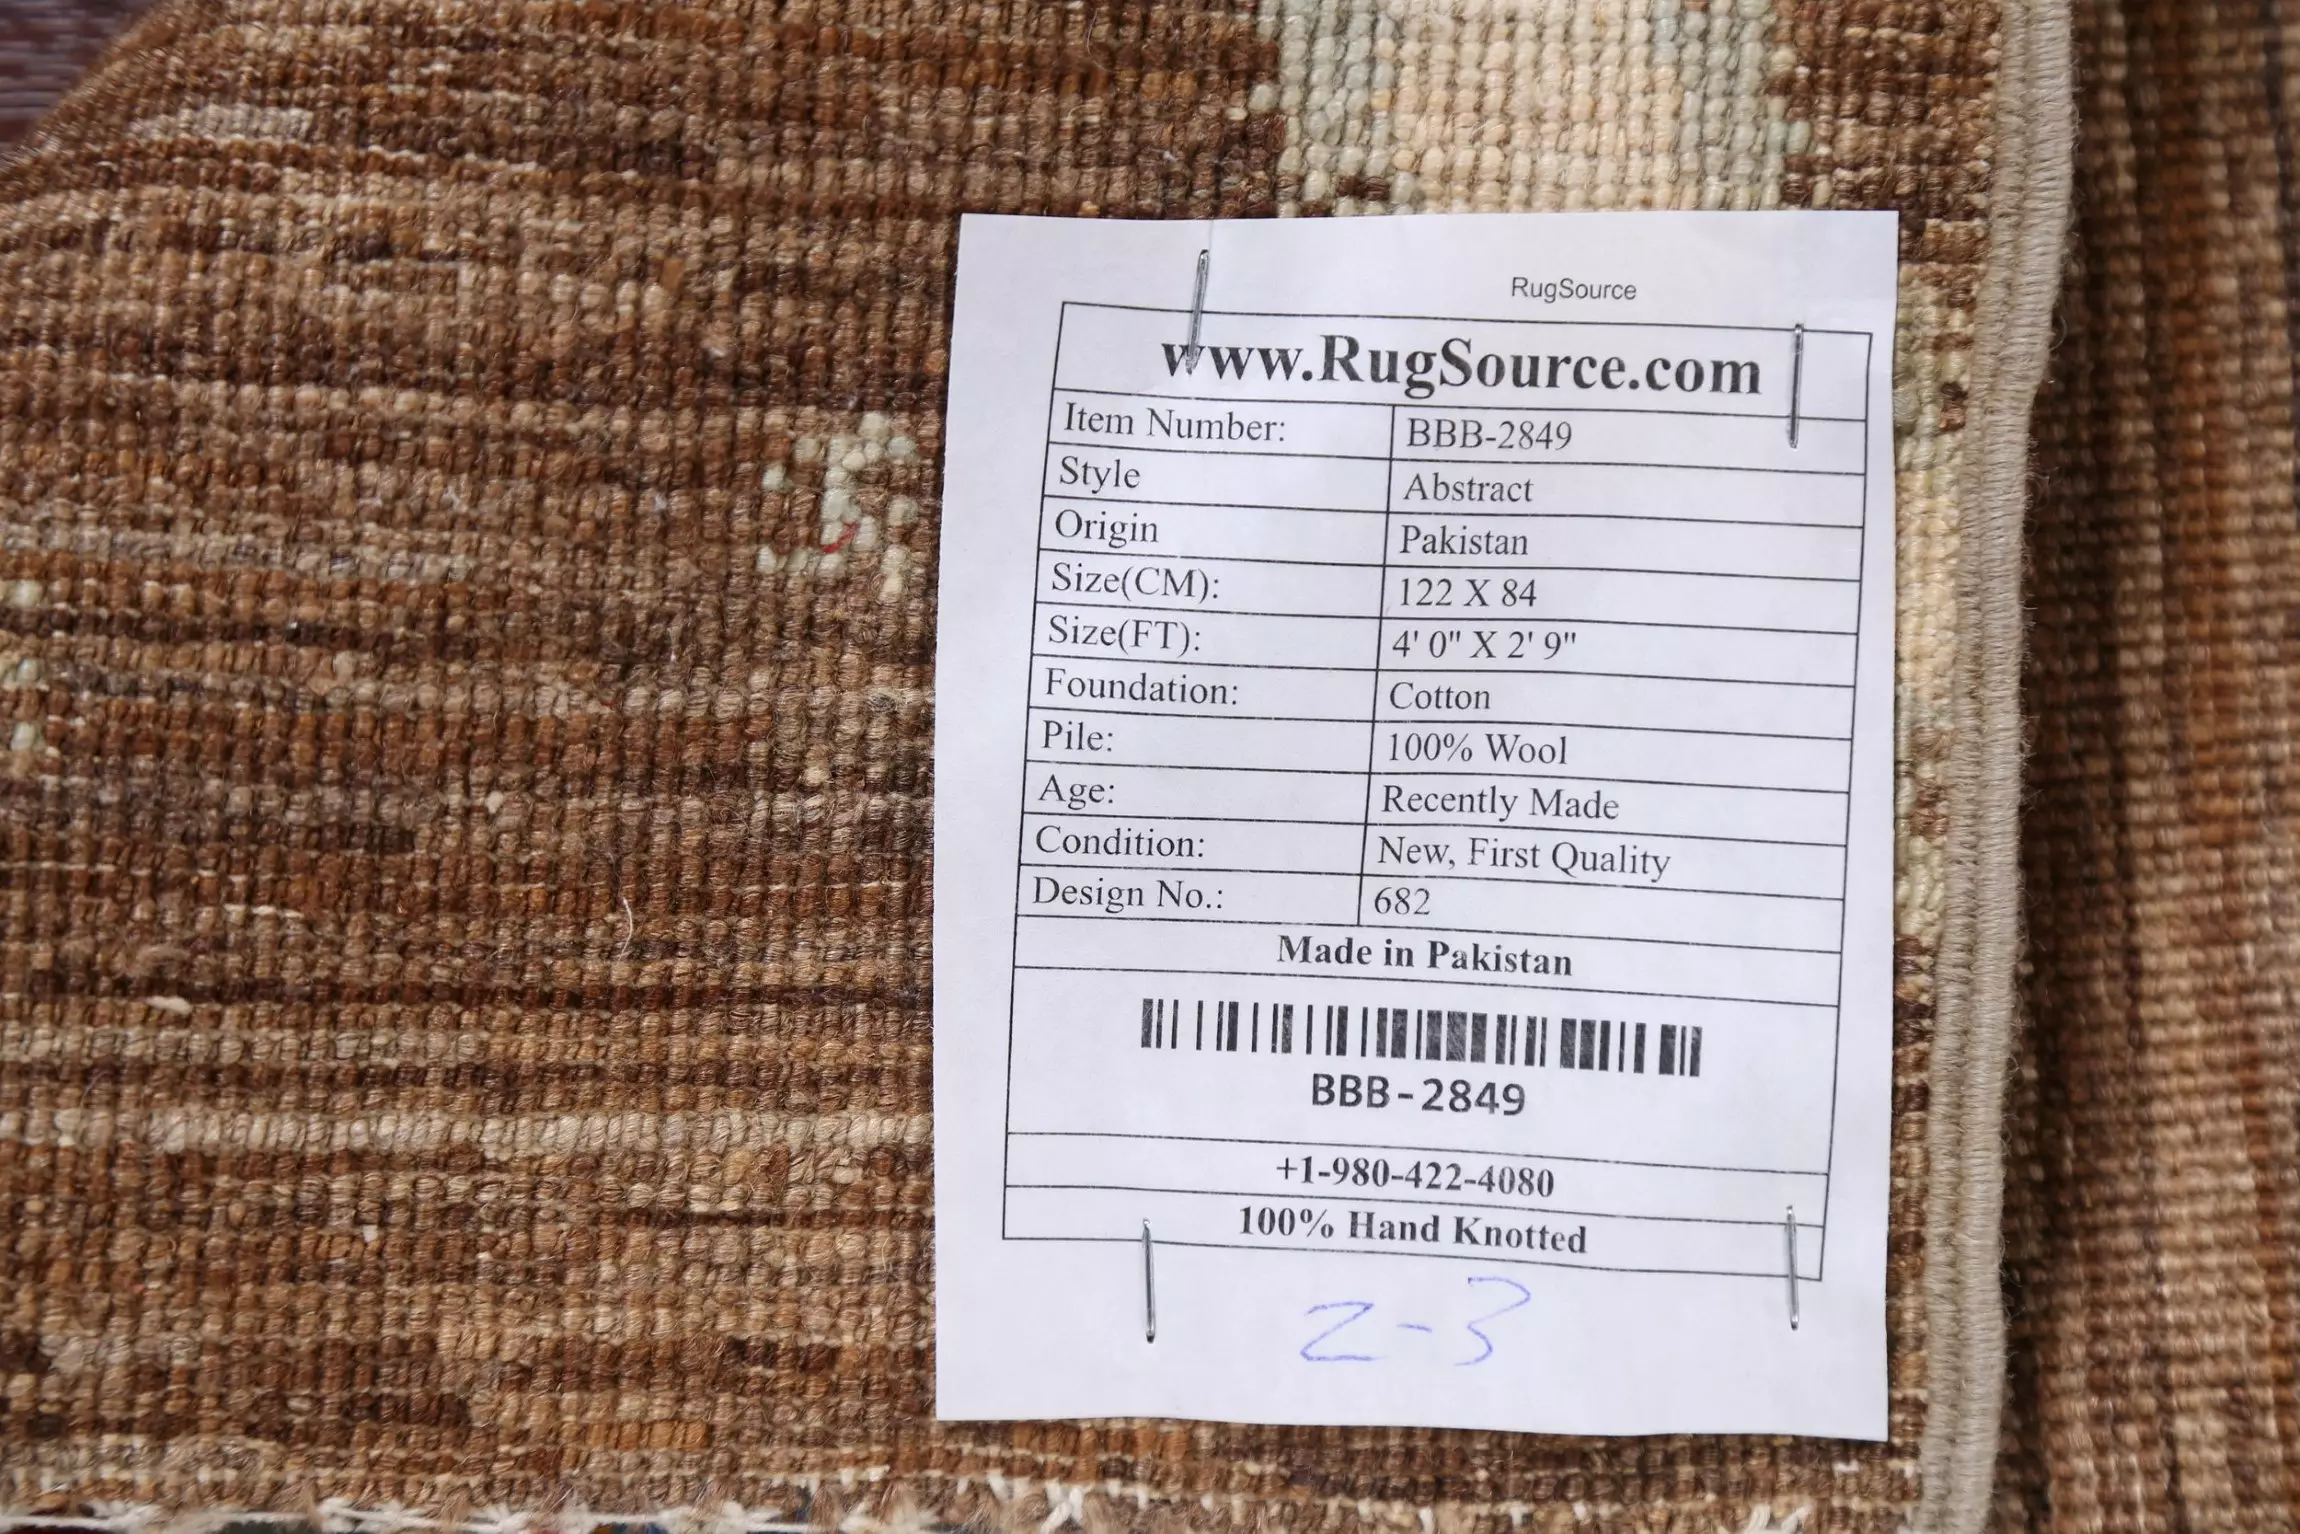 RugSource
www.RugSource.com
Item Number: BBB-2849
Style Abstract
Origin Pakistan
Size(CM): 122 X 84
Size(FT): 4' 0" X 2' 9"
Foundation: Cotton
Pile: 100% Wool
Age: Recently Made
Condition: New, First Quality
Design No.: 682
Made in Pakistan
BBB-2849
+1-980-422-4080
100% Hand Knotted
2-3